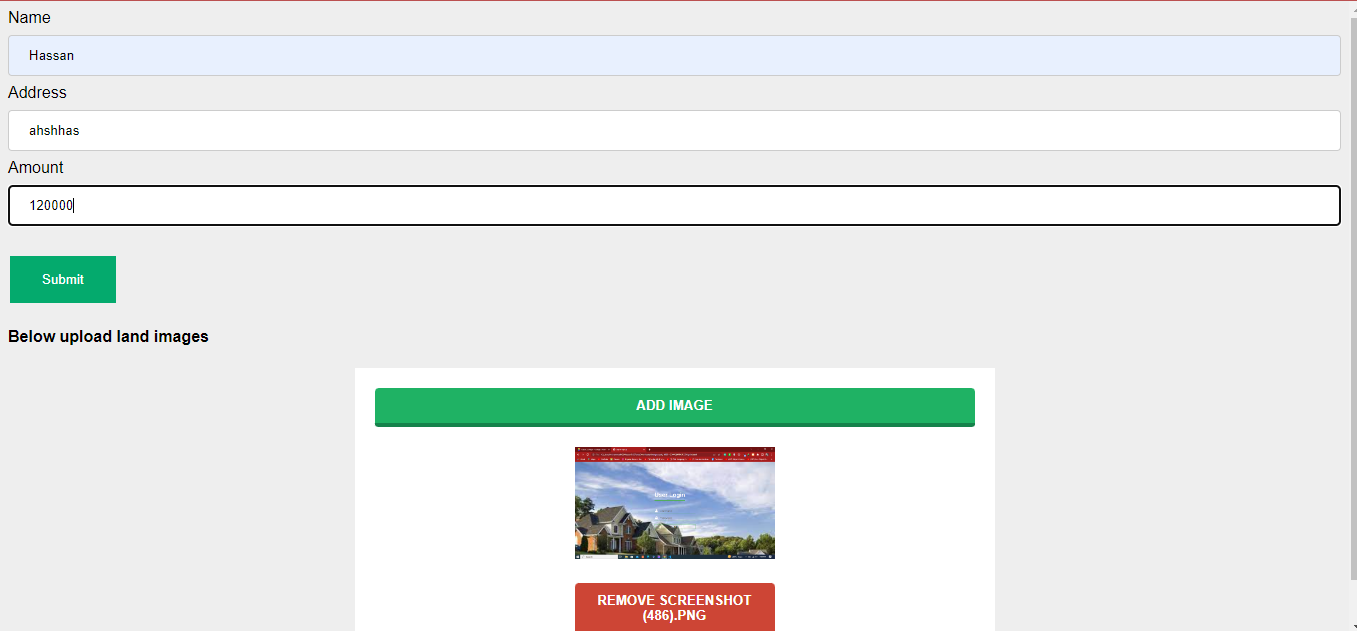 Name
Hassan
Address
ahshhas
Amount
120000
Submit
Below upload land images
ADD IMAGE
User Login
REMOVE SCREENSHOT
(486).PNG